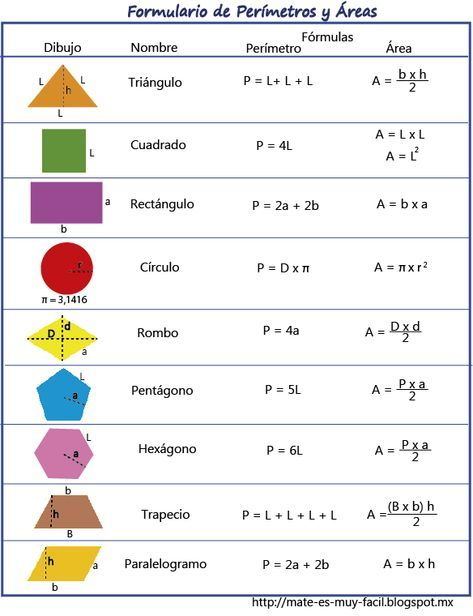 Formulario de Perímetros y Áreas
Fórmulas
Dibujo Nombre Perímetro Área
L L h L Triángulo P = L+ L + L A = b x h / 2
L Cuadrado P = 4L A = L x L
A = L²
a b Rectángulo P = 2a + 2b A = b x a
r Círculo P = D x π A = π x r²
π = 3,1416
D d a Rombo P = 4a A = D x d / 2
L a Pentágono P = 5L A = P x a / 2
L a Hexágono P = 6L A = P x a / 2
b h B Trapecio P = L + L + L + L A = (B x b) h / 2
b h a Paralelogramo P = 2a + 2b A = b x h
http://mate-es-muy-facil.blogspot.mx